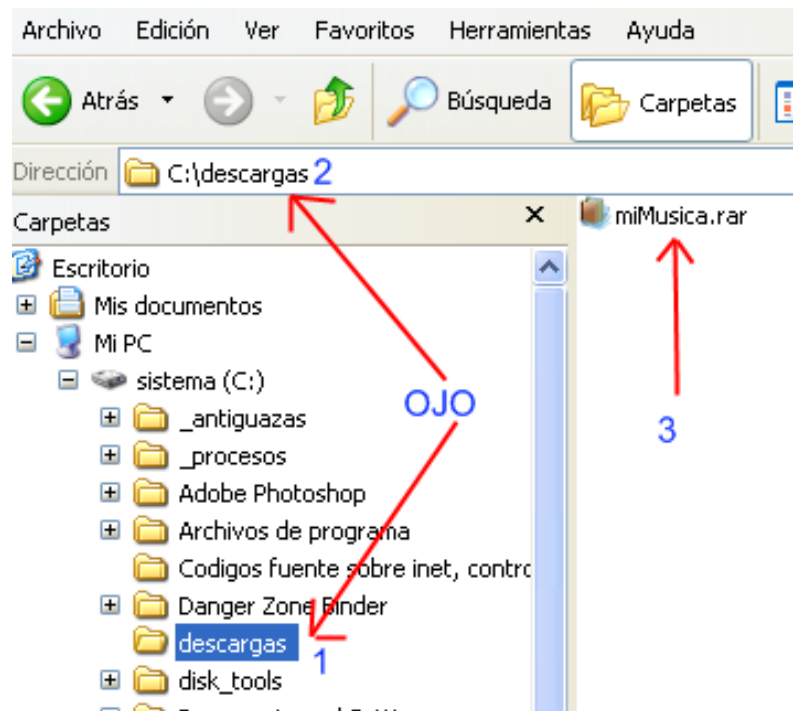 Archivo Edición Ver Favoritos Herramientas Ayuda
Atrás Búsqueda Carpetas
Dirección C:\descargas 2
Carpetas
miMusica.rar
Escritorio
Mis documentos
Mi PC
sistema (C:)
OJO
_antiguazas
3
_procesos
Adobe Photoshop
Archivos de programa
Codigos fuente sobre inet, contro
Danger Zone Binder
descargas
1
disk_tools